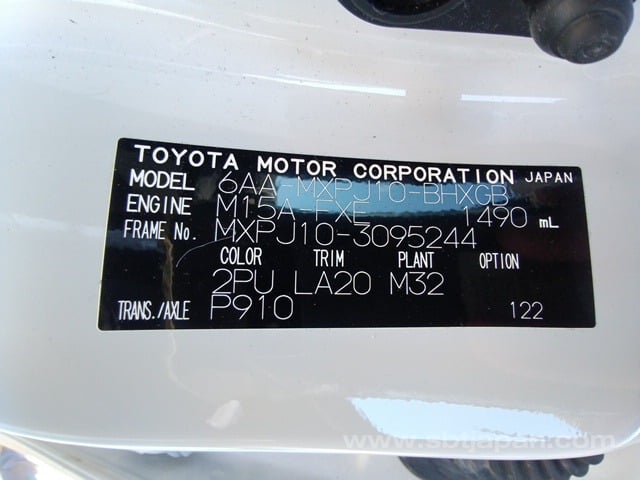 TOYOTA MOTOR CORPORATION JAPAN
MODEL 6AA-MXPJ10-BHXGB
ENGINE M15A-FXE 1490 mL
FRAME No. MXPJ10-3095244
COLOR TRIM PLANT OPTION
2PU LA20 M32
TRANS./AXLE P910 122
www.sbtjapan.com